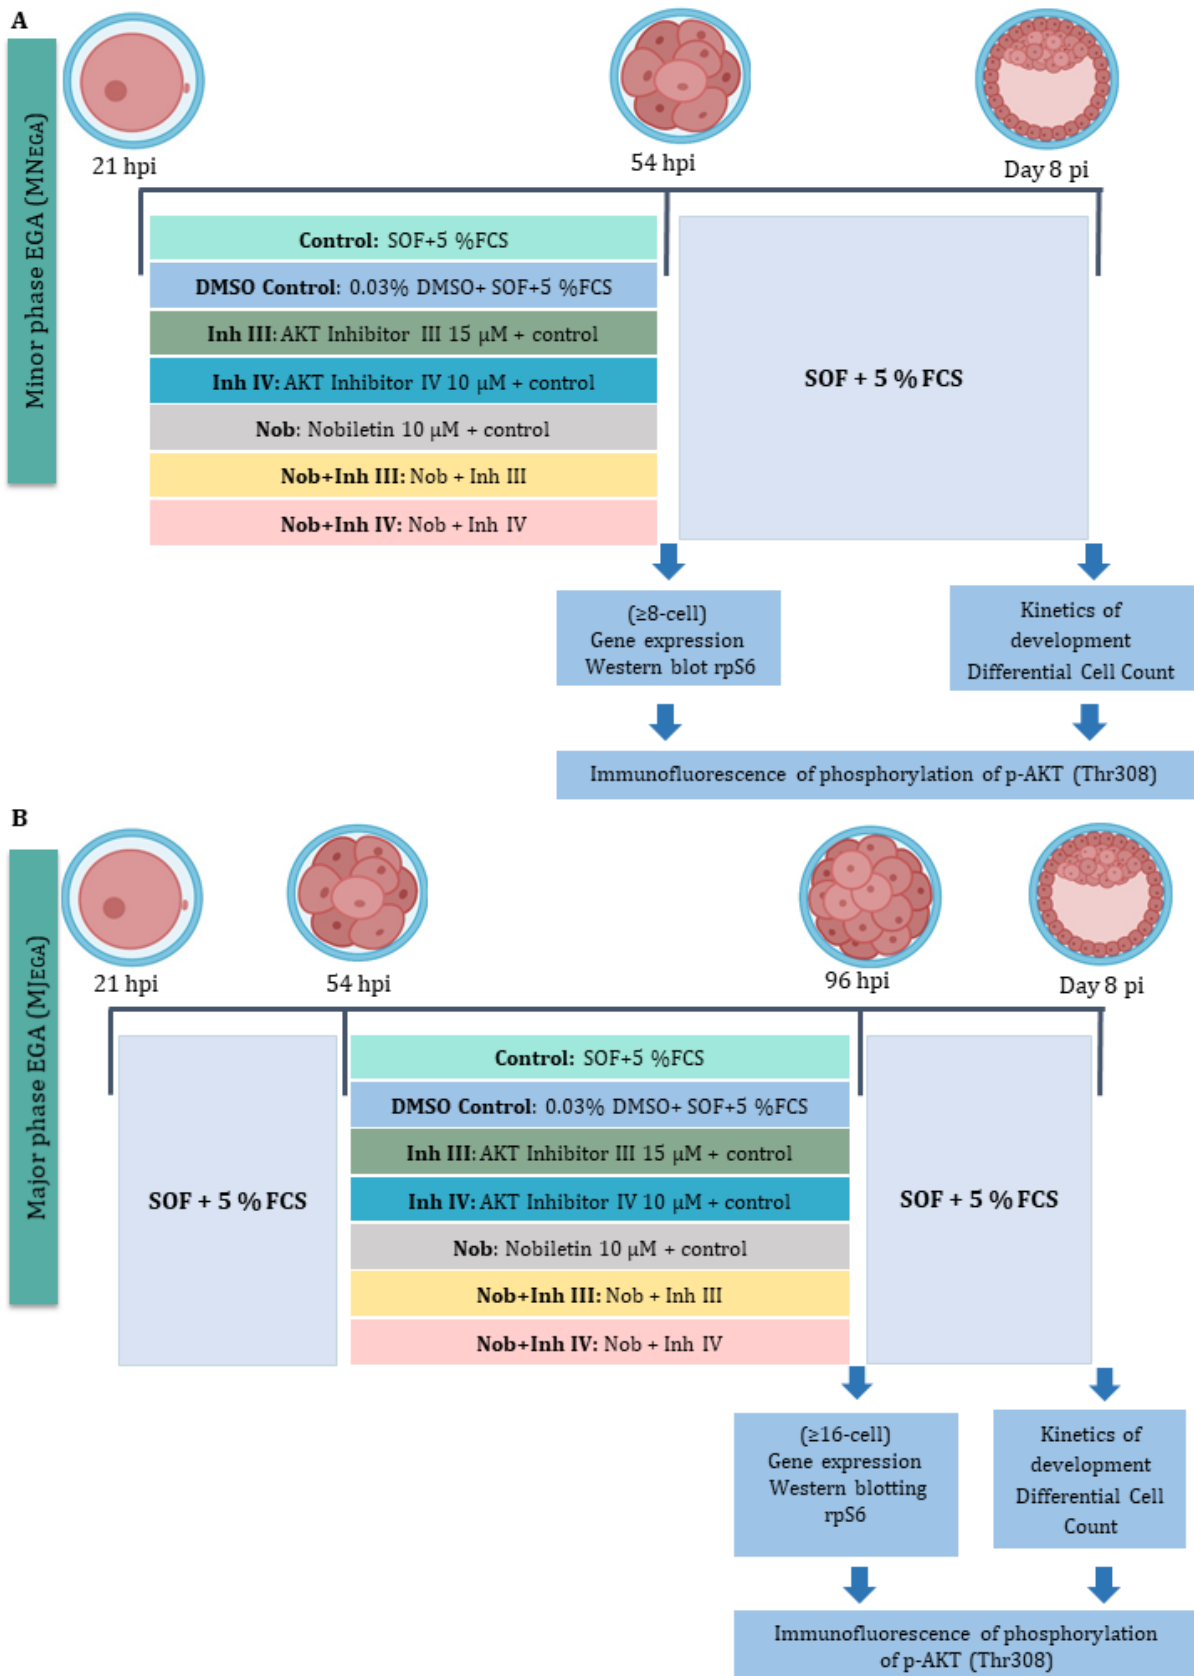 A
Minor phase EGA (MNEGA)
21 hpi
54 hpi
Day 8 pi
Control: SOF+5 %FCS
DMSO Control: 0.03% DMSO+ SOF+5 %FCS
Inh III: AKT Inhibitor III 15 µM + control
Inh IV: AKT Inhibitor IV 10 µM + control
Nob: Nobiletin 10 µM + control
Nob+Inh III: Nob + Inh III
Nob+Inh IV: Nob + Inh IV
SOF + 5 % FCS
(≥8-cell)
Gene expression
Western blot rpS6
Kinetics of
development
Differential Cell Count
Immunofluorescence of phosphorylation of p-AKT (Thr308)
B
Major phase EGA (MJEGA)
21 hpi
54 hpi
96 hpi
Day 8 pi
SOF + 5 % FCS
Control: SOF+5 %FCS
DMSO Control: 0.03% DMSO+ SOF+5 %FCS
Inh III: AKT Inhibitor III 15 µM + control
Inh IV: AKT Inhibitor IV 10 µM + control
Nob: Nobiletin 10 µM + control
Nob+Inh III: Nob + Inh III
Nob+Inh IV: Nob + Inh IV
SOF + 5 % FCS
(≥16-cell)
Gene expression
Western blotting
rpS6
Kinetics of
development
Differential Cell
Count
Immunofluorescence of phosphorylation
of p-AKT (Thr308)